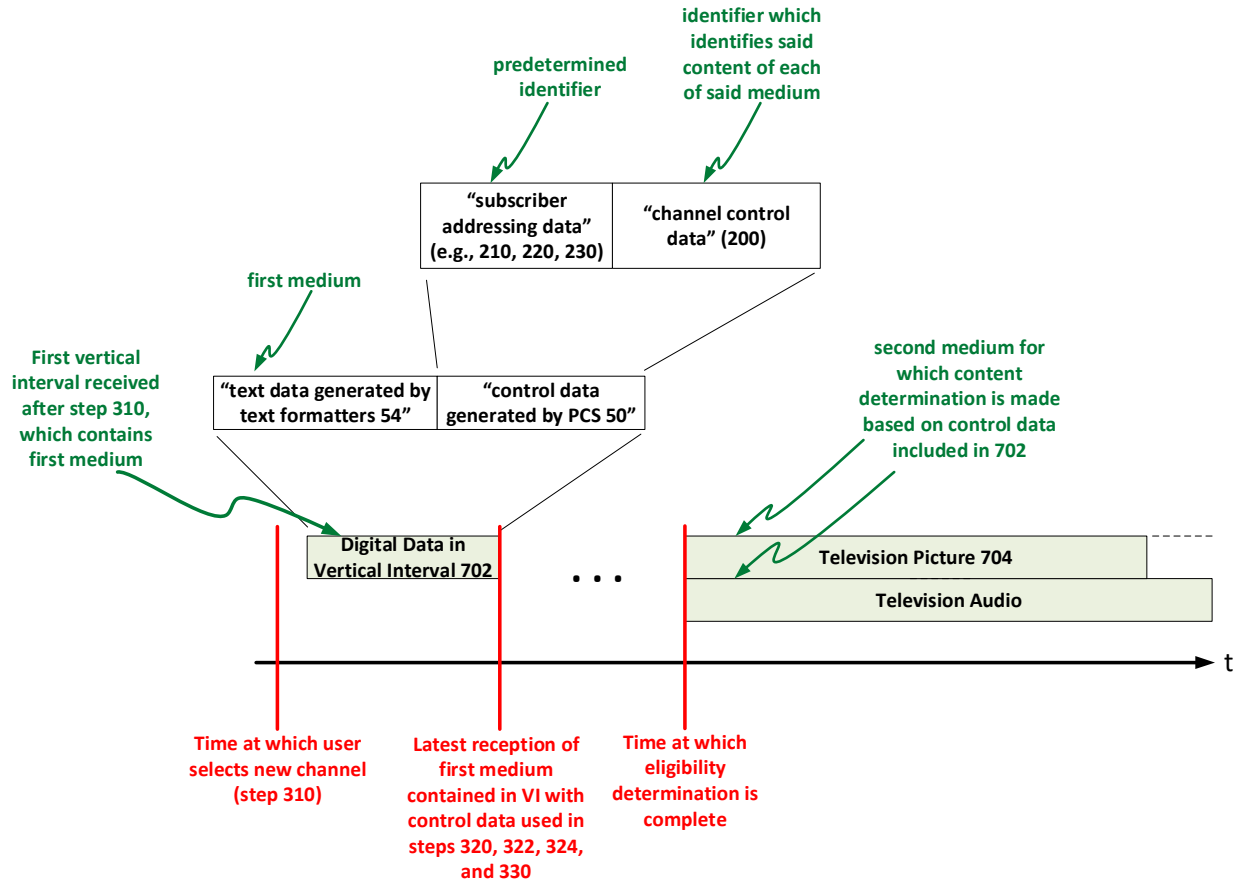 identifier which
identifies said
content of each
of said medium
predetermined
identifier
“subscriber
addressing data”
(e.g., 210, 220, 230)
“channel control
data” (200)
first medium
First vertical
interval received
after step 310,
which contains
first medium
second medium for
which content
determination is made
based on control data
included in 702
“text data generated by
text formatters 54”
“control data
generated by PCS 50”
Digital Data in
Vertical Interval 702
. . .
Television Picture 704
Television Audio
t
Time at which user
selects new channel
(step 310)
Latest reception of
first medium
contained in VI with
control data used in
steps 320, 322, 324,
and 330
Time at which
eligibility
determination is
complete